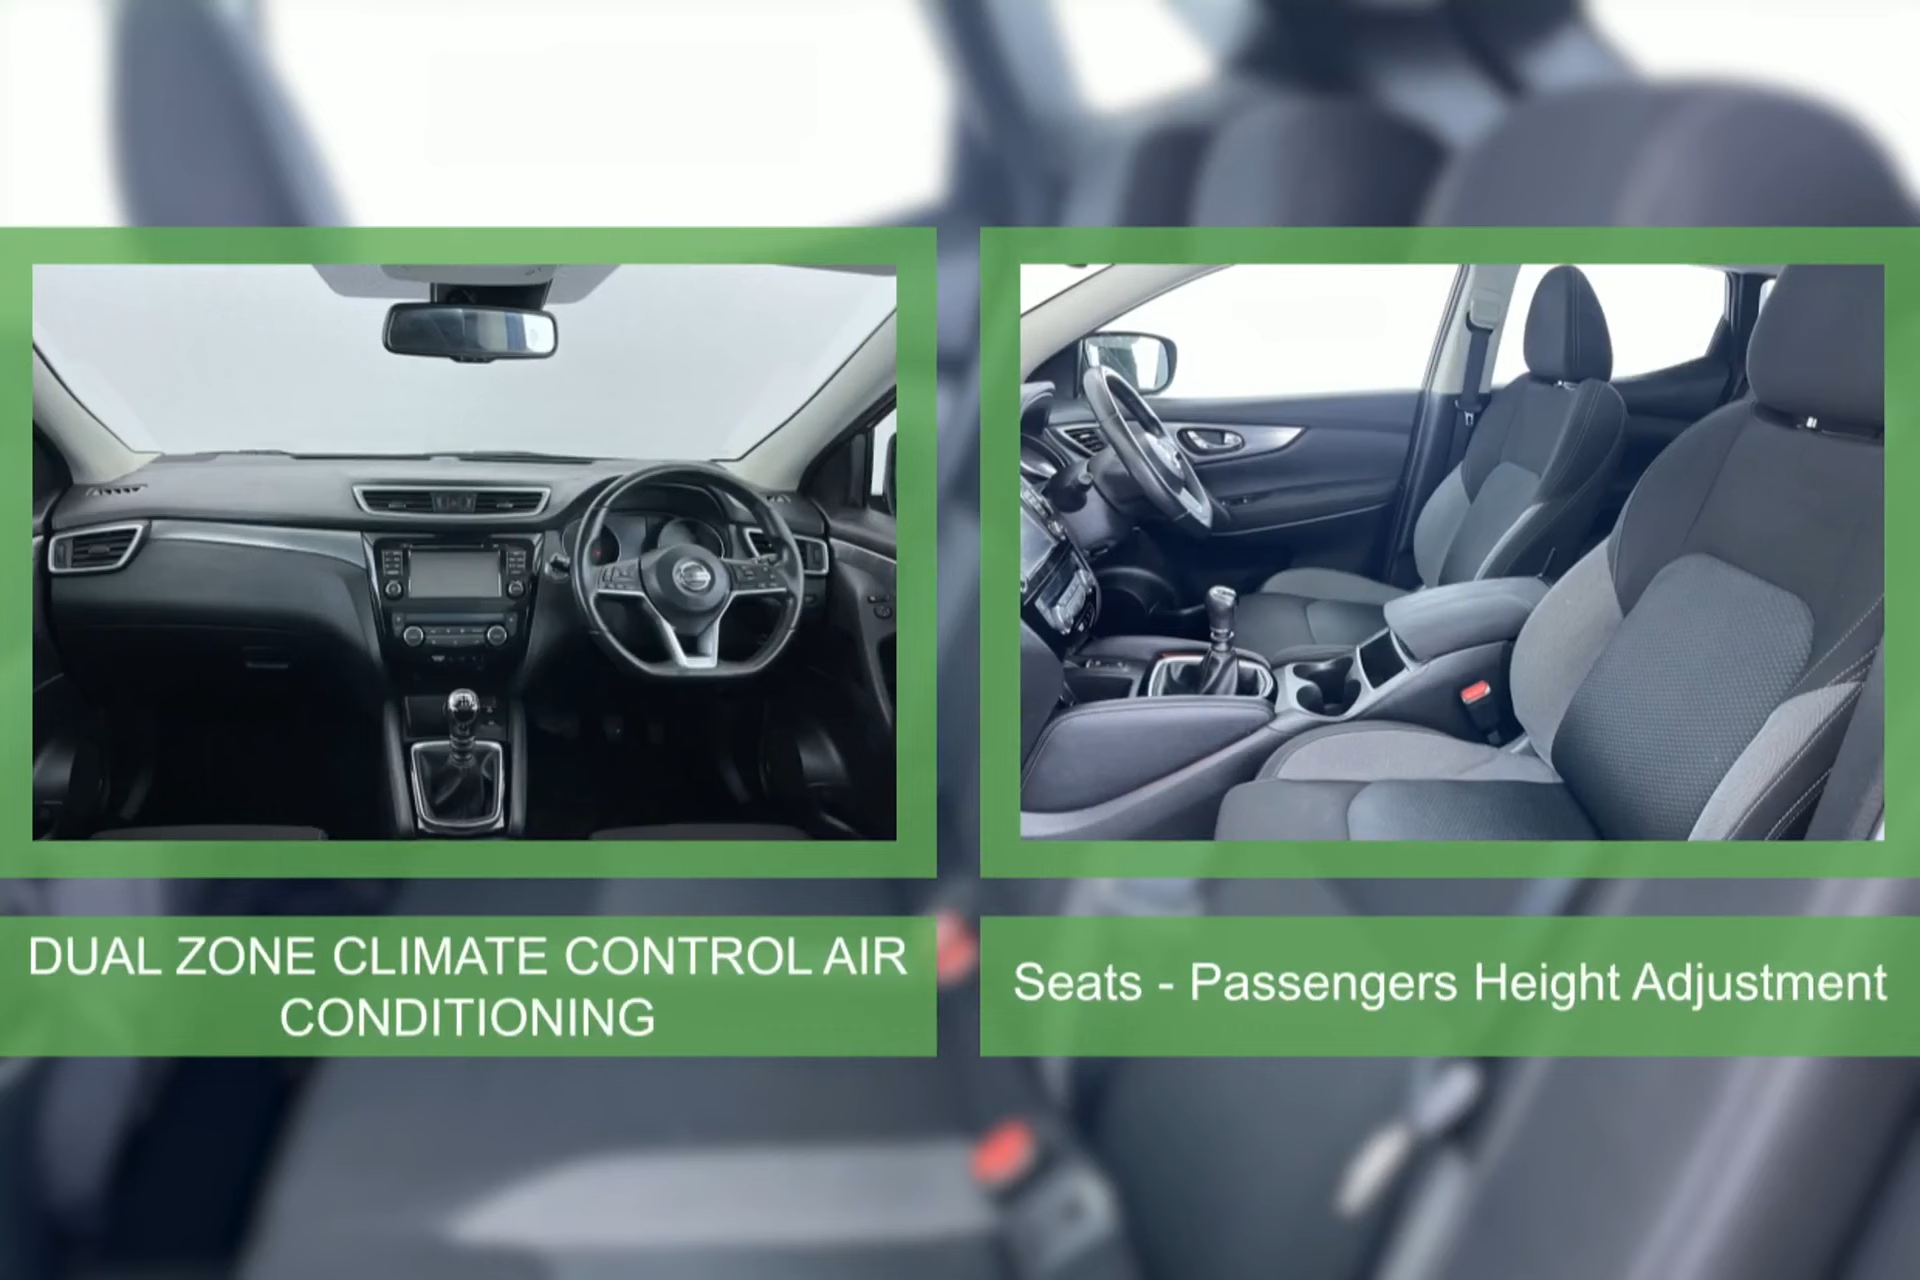 DUAL ZONE CLIMATE CONTROL AIR
CONDITIONING
Seats - Passengers Height Adjustment